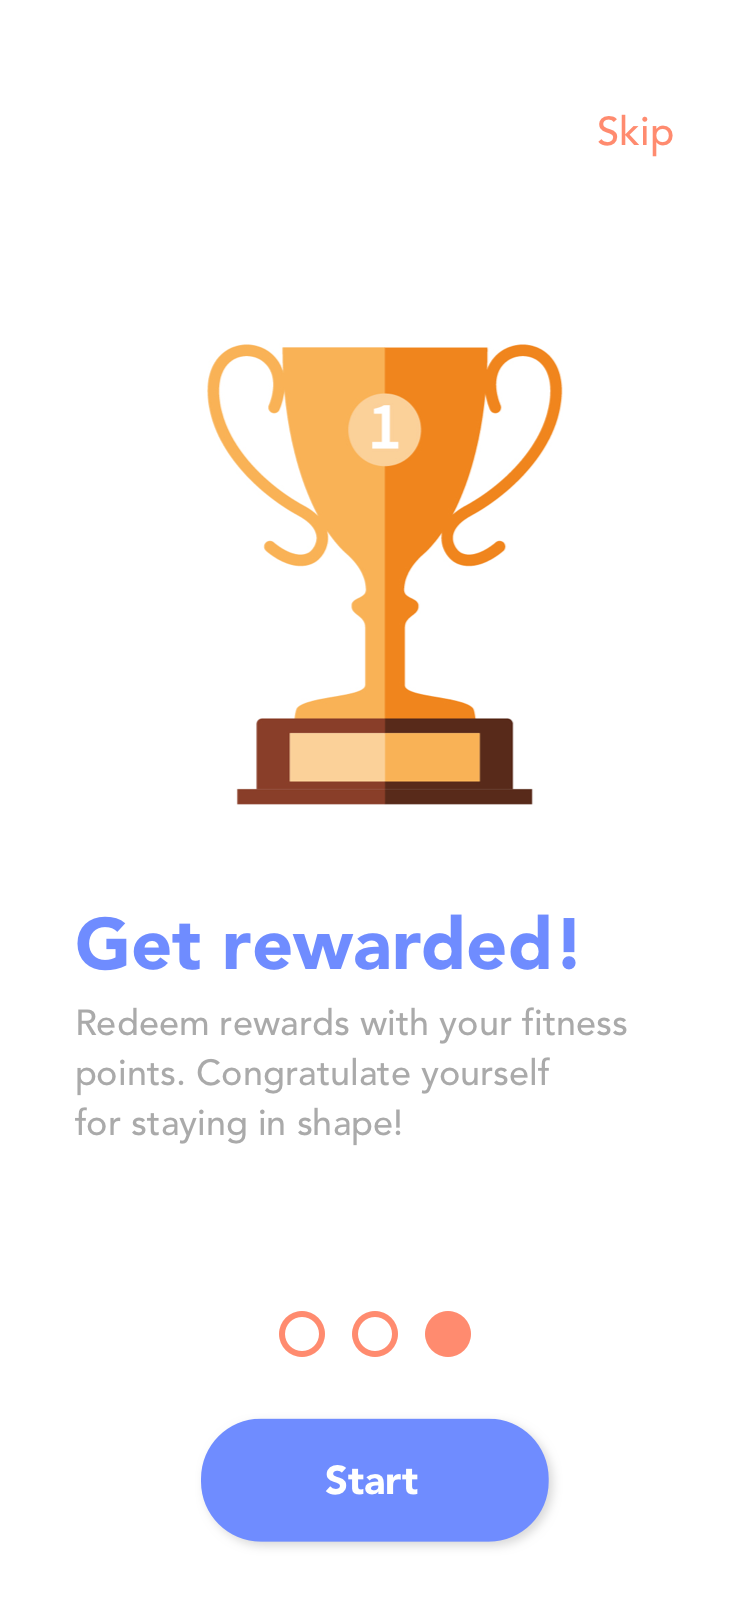 Skip
1
Get rewarded!
Redeem rewards with your fitness
points. Congratulate yourself
for staying in shape!
Start